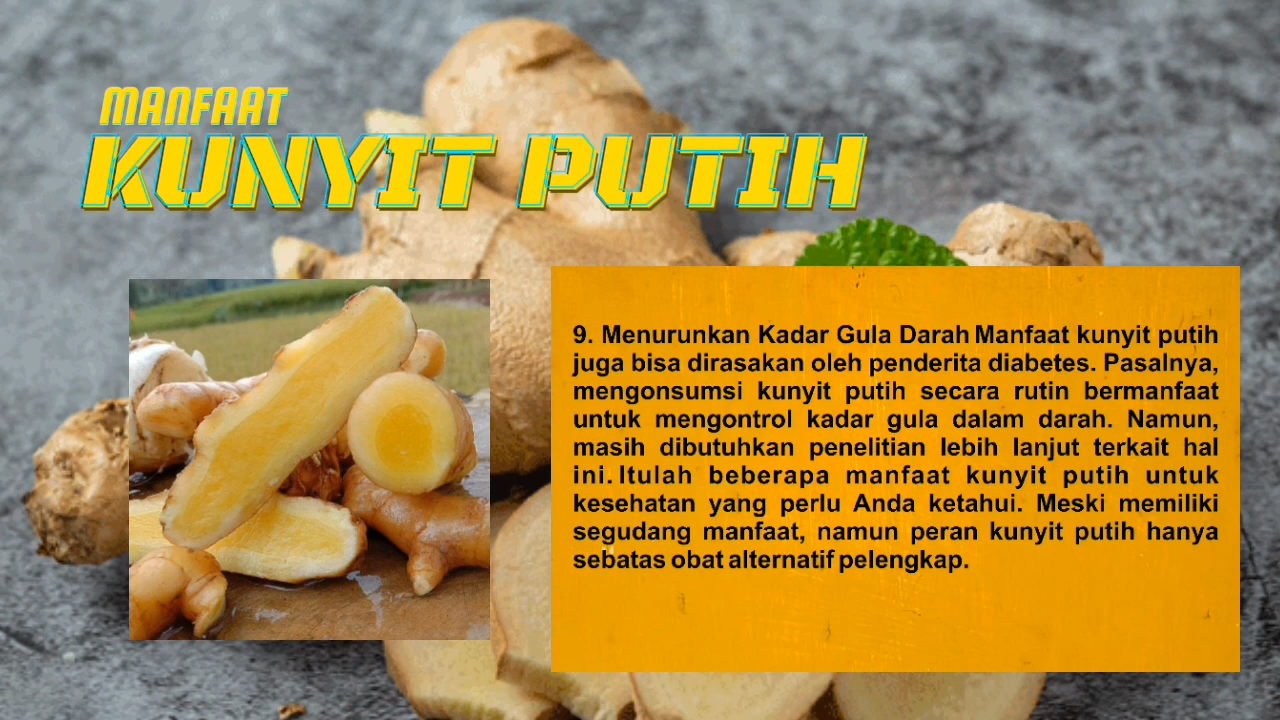 MANFAAT
KUNYIT PUTIH
9. Menurunkan Kadar Gula Darah Manfaat kunyit putih
juga bisa dirasakan oleh penderita diabetes. Pasalnya,
mengonsumsi kunyit putih secara rutin bermanfaat
untuk mengontrol kadar gula dalam darah. Namun,
masih dibutuhkan penelitian lebih lanjut terkait hal
ini. Itulah beberapa manfaat kunyit putih untuk
kesehatan yang perlu Anda ketahui. Meski memiliki
segudang manfaat, namun peran kunyit putih hanya
sebatas obat alternatif pelengkap.